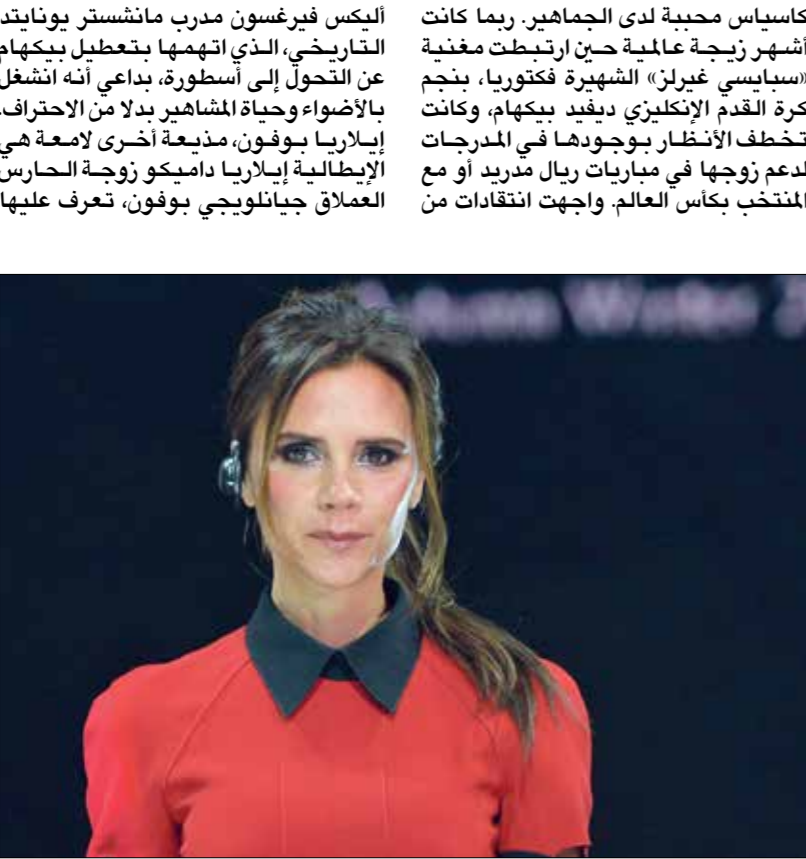 كاسياس محببة لدى الجماهير. ربما كانت
أشهر زيجة عالمية حين ارتبطت مغنية
«سبايسي غيرلز» الشهيرة فكتوريا، بنجم
كرة القدم الإنكليزي ديفيد بيكهام، وكانت
تخطف الأنظار بوجودها في المدرجات
لدعم زوجها في مباريات ريال مدريد أو مع
المنتخب بكأس العالم. واجهت انتقادات من
أليكس فيرغسون مدرب مانشستر يونايتد
التاريخي، الذي اتهمها بتعطيل بيكهام
عن التحول إلى أسطورة، بداعي أنه انشغل
بالأضواء وحياة المشاهير بدلا من الاحتراف.
إيلاريا بوفون، مذيعة أخرى لامعة هي
الإيطالية إيلاريا داميكو زوجة الحارس
العملاق جيانلويجي بوفون، تعرف عليها
Autumn Winter